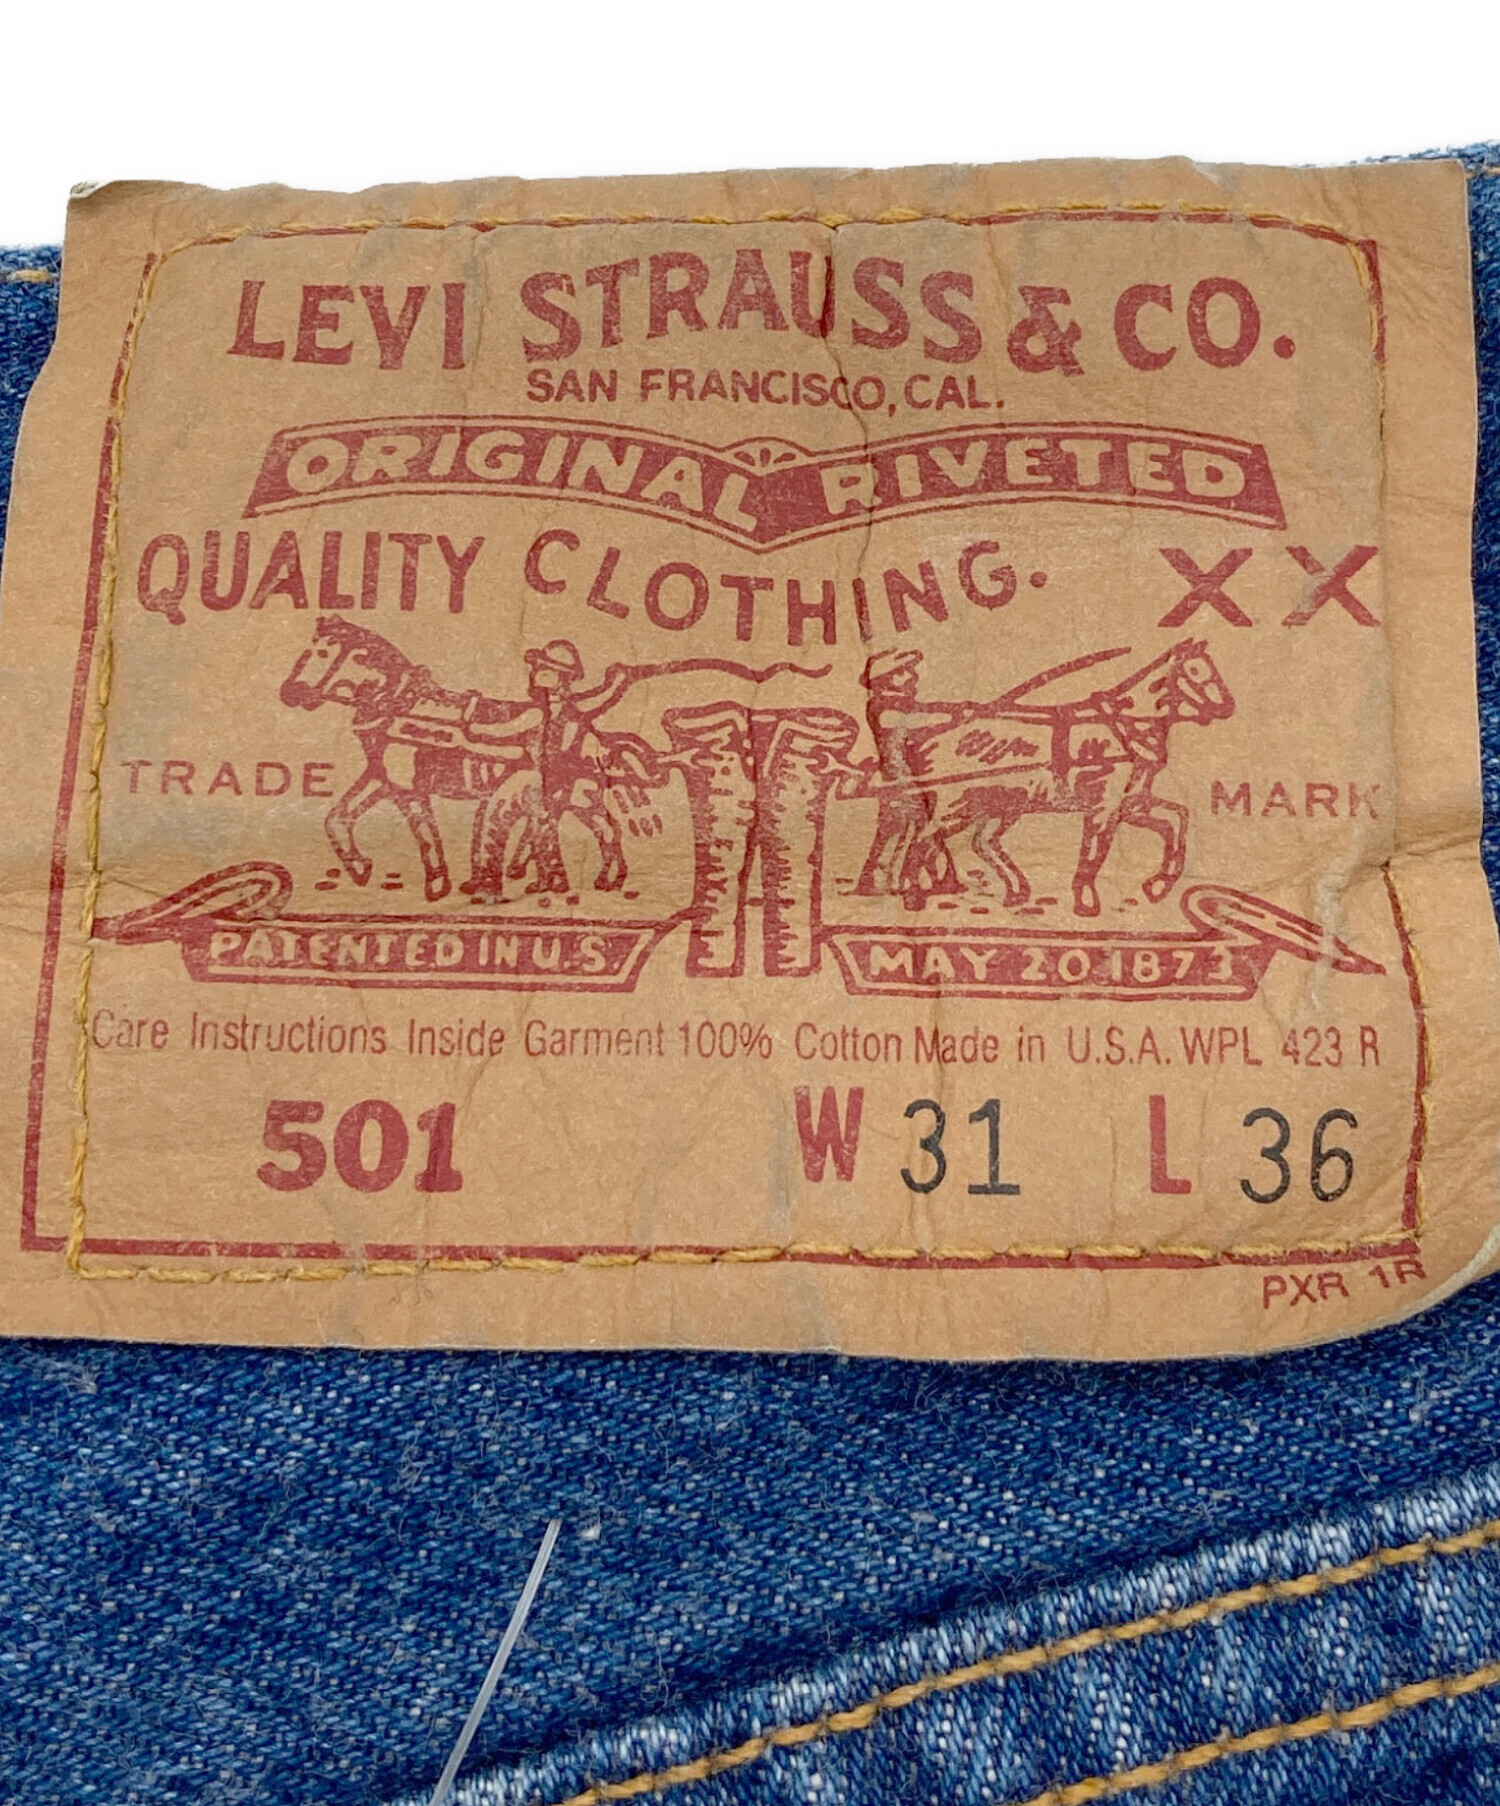 LEVI STRAUSS & CO.
SAN FRANCISCO, CAL.
ORIGINAL RIVETED
QUALITY CLOTHING. XX
TRADE MARK
PATENTED IN U.S. MAY 20 1873
Care Instructions Inside Garment 100% Cotton Made in U.S.A. WPL 423 R
501 W 31 L 36
PXR 1R